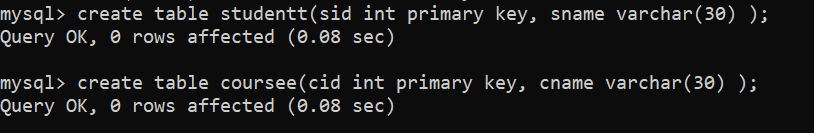 mysql> create table studentt(sid int primary key, sname varchar(30) );
Query OK, 0 rows affected (0.08 sec)
mysql> create table coursee(cid int primary key, cname varchar(30) );
Query OK, 0 rows affected (0.08 sec)